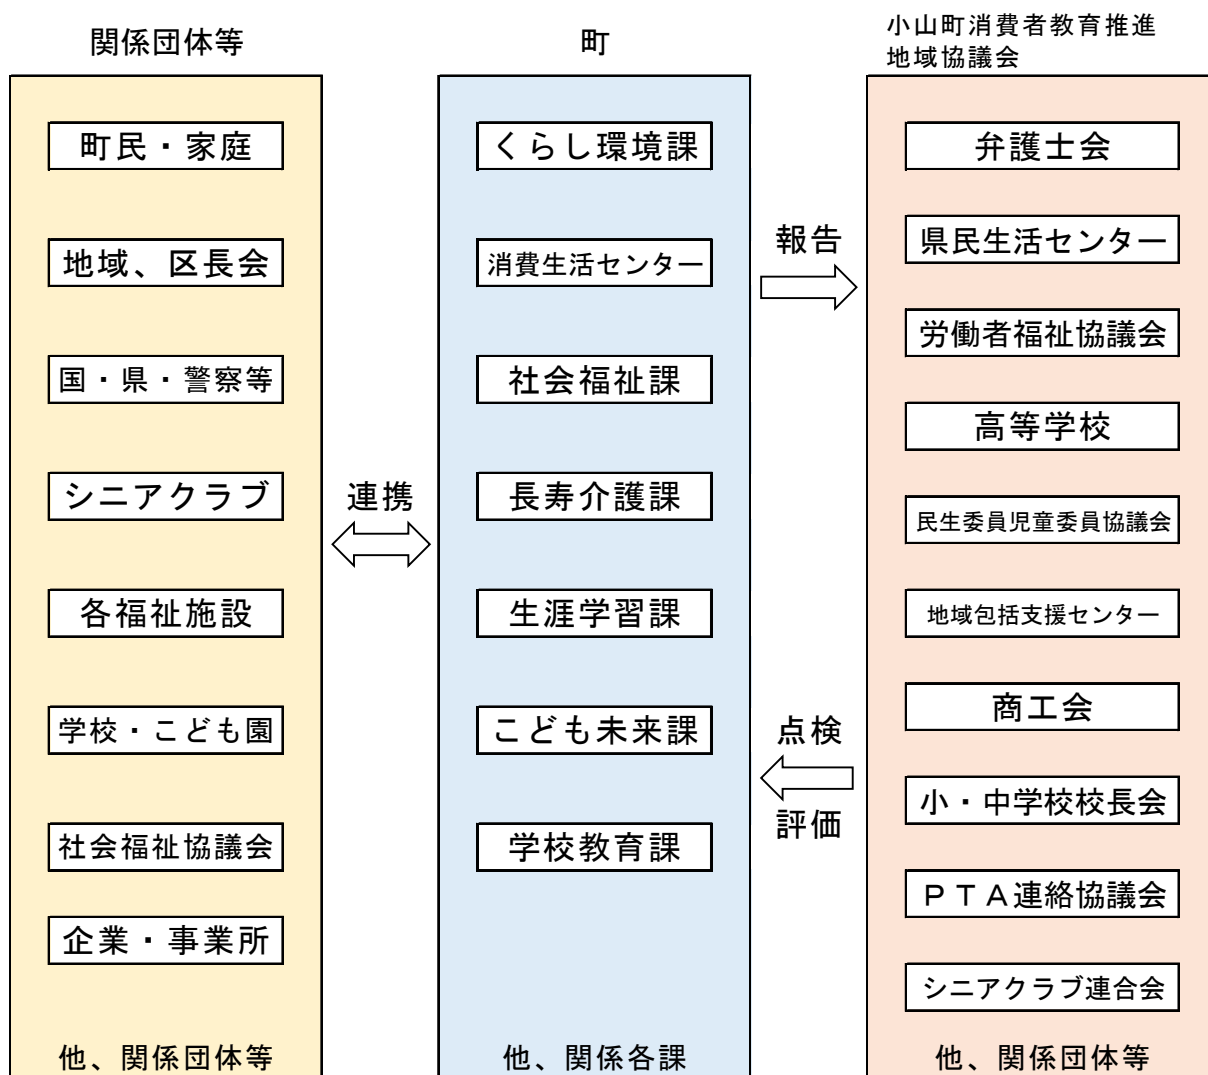 関係団体等
町民・家庭
地域、区長会
国・県・警察等
シニアクラブ
各福祉施設
学校・こども園
社会福祉協議会
企業・事業所
他、関係団体等
連携
町
くらし環境課
消費生活センター
社会福祉課
長寿介護課
生涯学習課
こども未来課
学校教育課
他、関係各課
報告
点検
評価
小山町消費者教育推進
地域協議会
弁護士会
県民生活センター
労働者福祉協議会
高等学校
民生委員児童委員協議会
地域包括支援センター
商工会
小・中学校校長会
ＰＴＡ連絡協議会
シニアクラブ連合会
他、関係団体等